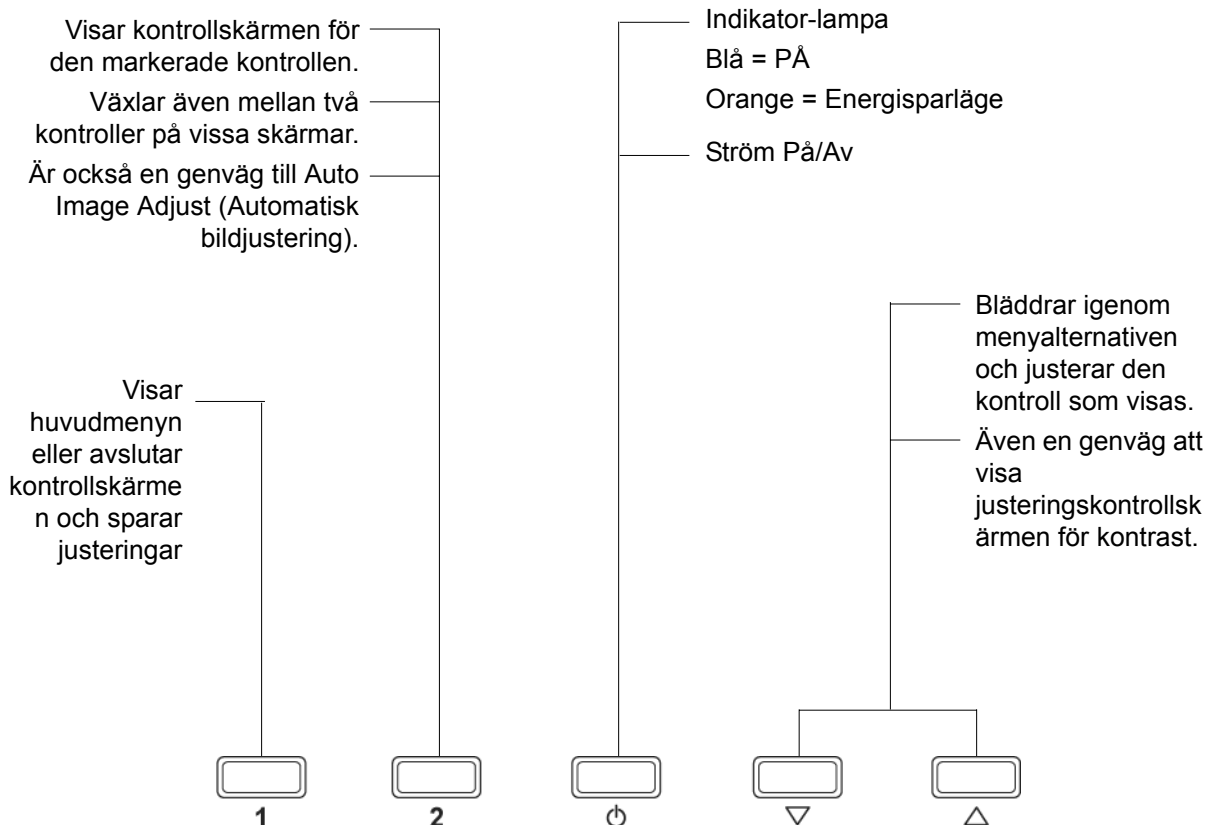 Visar kontrollskärmen för
den markerade kontrollen.
Växlar även mellan två
kontroller på vissa skärmar.
Är också en genväg till Auto
Image Adjust (Automatisk
bildjustering).
Indikator-lampa
Blå = PÅ
Orange = Energisparläge
Ström På/Av
Visar
huvudmenyn
eller avslutar
kontrollskärme
n och sparar
justeringar
Bläddrar igenom
menyalternativen
och justerar den
kontroll som visas.
Även en genväg att
visa
justeringskontrollsk
ärmen för kontrast.
1
2